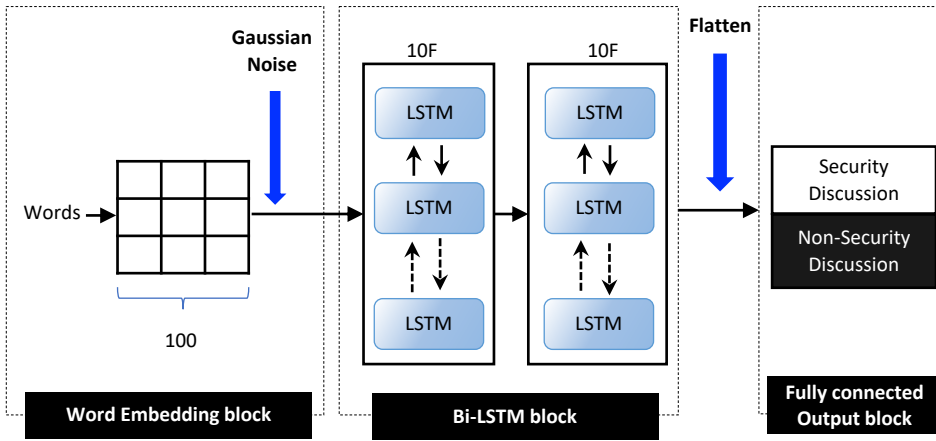 Gaussian
Noise
Words
100
Word Embedding block
10F
LSTM
LSTM
LSTM
10F
LSTM
LSTM
LSTM
Bi-LSTM block
Flatten
Security
Discussion
Non-Security
Discussion
Fully connected
Output block